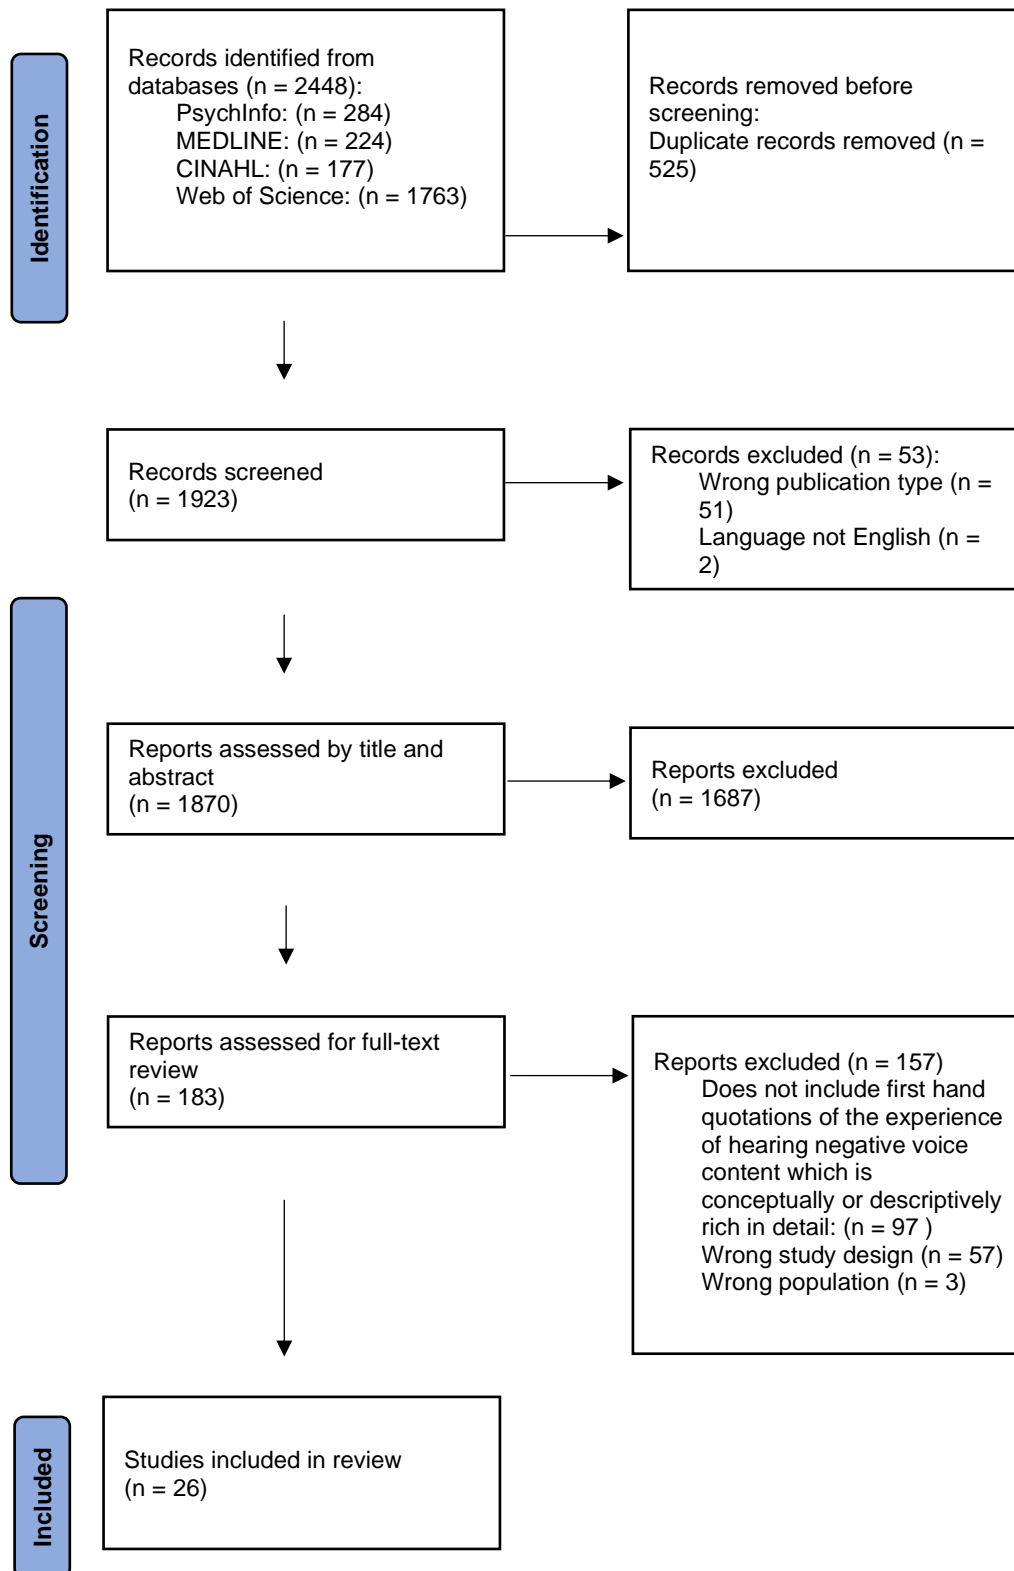 Identification
Records identified from
databases (n = 2448):
PsychInfo: (n = 284)
MEDLINE: (n = 224)
CINAHL: (n = 177)
Web of Science: (n = 1763)
Records removed before
screening:
Duplicate records removed (n =
525)
Records screened
(n = 1923)
Records excluded (n = 53):
Wrong publication type (n =
51)
Language not English (n =
2)
Screening
Reports assessed by title and
abstract
(n = 1870)
Reports excluded
(n = 1687)
Reports assessed for full-text
review
(n = 183)
Reports excluded (n = 157)
Does not include first hand
quotations of the experience
of hearing negative voice
content which is
conceptually or descriptively
rich in detail: (n = 97 )
Wrong study design (n = 57)
Wrong population (n = 3)
Included
Studies included in review
(n = 26)